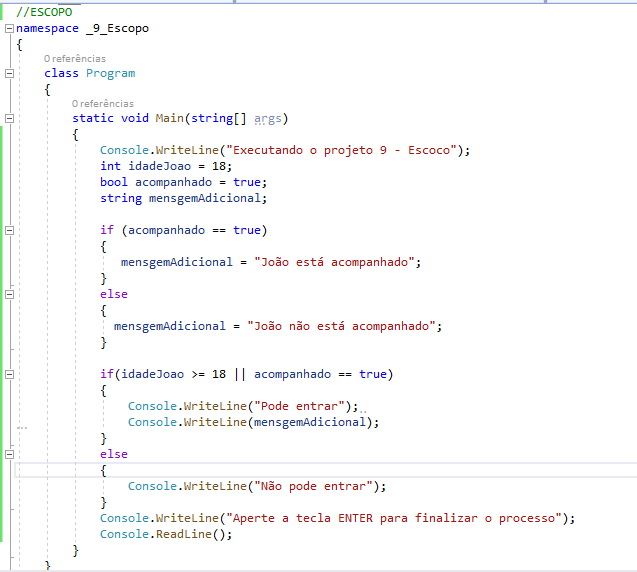 //ESCOPO
namespace _9_Escopo
{
0 referências
class Program
{
0 referências
static void Main(string[] args)
{
Console.WriteLine("Executando o projeto 9 - Escoco");
int idadeJoao = 18;
bool acompanhado = true;
string mensgemAdicional;
if (acompanhado == true)
{
mensgemAdicional = "João está acompanhado";
}
else
{
mensgemAdicional = "João não está acompanhado";
}
if(idadeJoao >= 18 || acompanhado == true)
{
Console.WriteLine("Pode entrar");
Console.WriteLine(mensgemAdicional);
}
else
{
Console.WriteLine("Não pode entrar");
}
Console.WriteLine("Aperte a tecla ENTER para finalizar o processo");
Console.ReadLine();
}
}